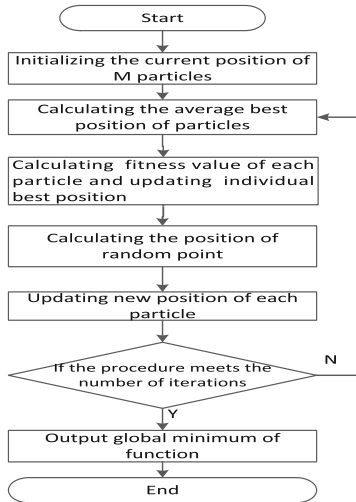 Start
Initializing the current position of
M particles
Calculating the average best
position of particles
Calculating fitness value of each
particle and updating individual
best position
Calculating the position of
random point
Updating new position of each
particle
If the procedure meets the
number of iterations
N
Y
Output global minimum of
function
End